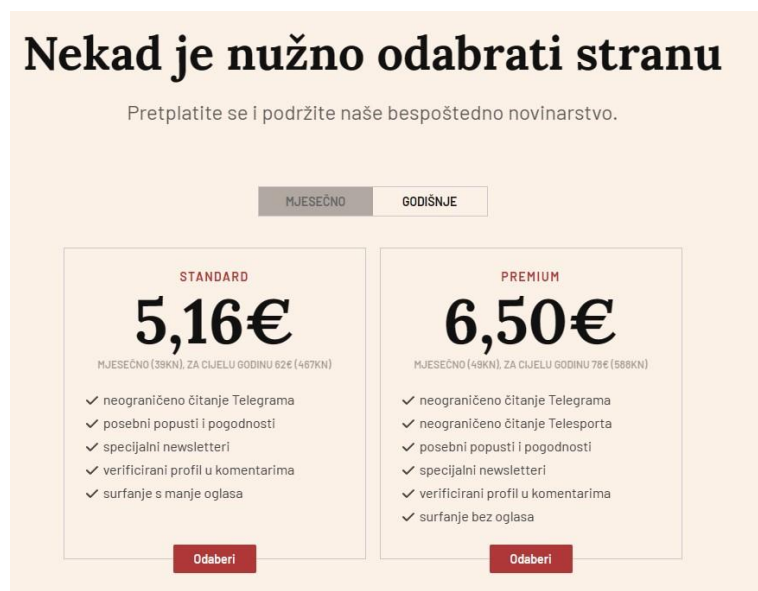 Nekad je nužno odabrati stranu
Pretplatite se i podržite naše bespoštedno novinarstvo.
MJESEČNO
GODIŠNJE
STANDARD
5,16€
MJESEČNO (39KN), ZA CIJELU GODINU 62€ (467KN)
neograničeno čitanje Telegrama
posebni popusti i pogodnosti
specijalni newsletteri
verificirani profil u komentarima
surfanje s manje oglasa
Odaberi
PREMIUM
6,50€
MJESEČNO (49KN), ZA CIJELU GODINU 78€ (588KN)
neograničeno čitanje Telegrama
neograničeno čitanje Telesporta
posebni popusti i pogodnosti
specijalni newsletteri
verificirani profil u komentarima
surfanje bez oglasa
Odaberi